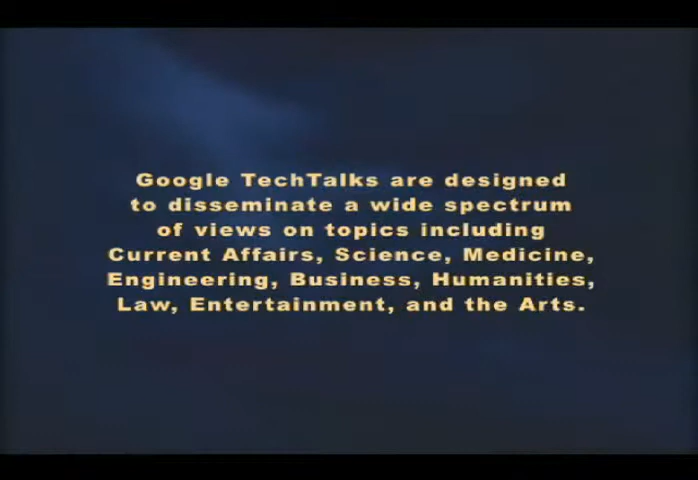 Google TechTalks are designed
to disseminate a wide spectrum
of views on topics including
Current Affairs, Science, Medicine,
Engineering, Business, Humanities,
Law, Entertainment, and the Arts.